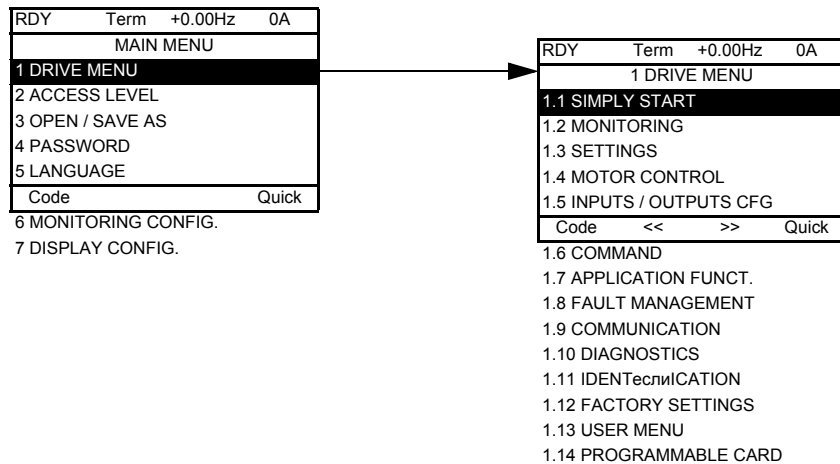 RDY Term +0.00Hz 0A
MAIN MENU
1 DRIVE MENU
2 ACCESS LEVEL
3 OPEN / SAVE AS
4 PASSWORD
5 LANGUAGE
Code Quick
6 MONITORING CONFIG.
7 DISPLAY CONFIG.
RDY Term +0.00Hz 0A
1 DRIVE MENU
1.1 SIMPLY START
1.2 MONITORING
1.3 SETTINGS
1.4 MOTOR CONTROL
1.5 INPUTS / OUTPUTS CFG
Code << >> Quick
1.6 COMMAND
1.7 APPLICATION FUNCT.
1.8 FAULT MANAGEMENT
1.9 COMMUNICATION
1.10 DIAGNOSTICS
1.11 IDENTеслиICATION
1.12 FACTORY SETTINGS
1.13 USER MENU
1.14 PROGRAMMABLE CARD